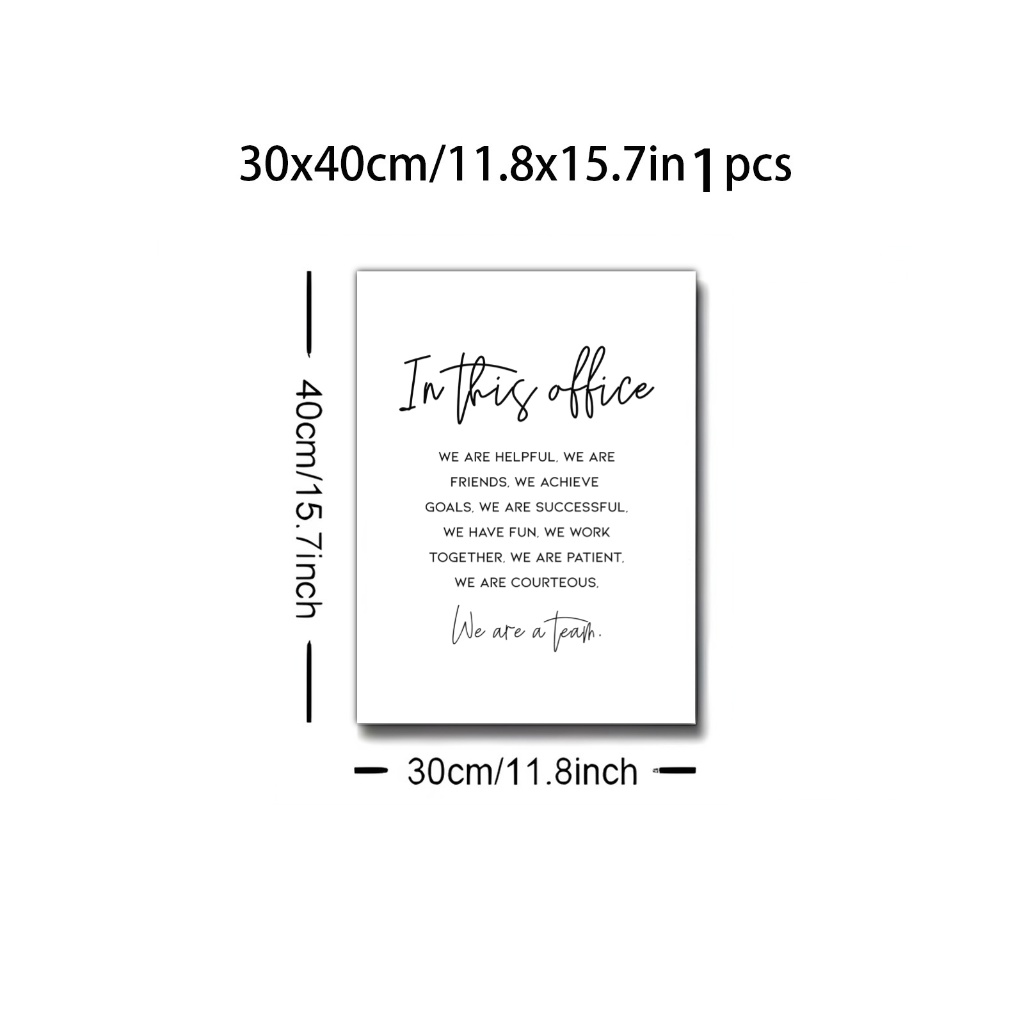 30x40cm/11.8x15.7in1pcs
40cm/15.7inch
In this office
WE ARE HELPFUL, WE ARE
FRIENDS, WE ACHIEVE
GOALS, WE ARE SUCCESSFUL,
WE HAVE FUN, WE WORK
TOGETHER, WE ARE PATIENT,
WE ARE COURTEOUS,
We are a team.
30cm/11.8inch